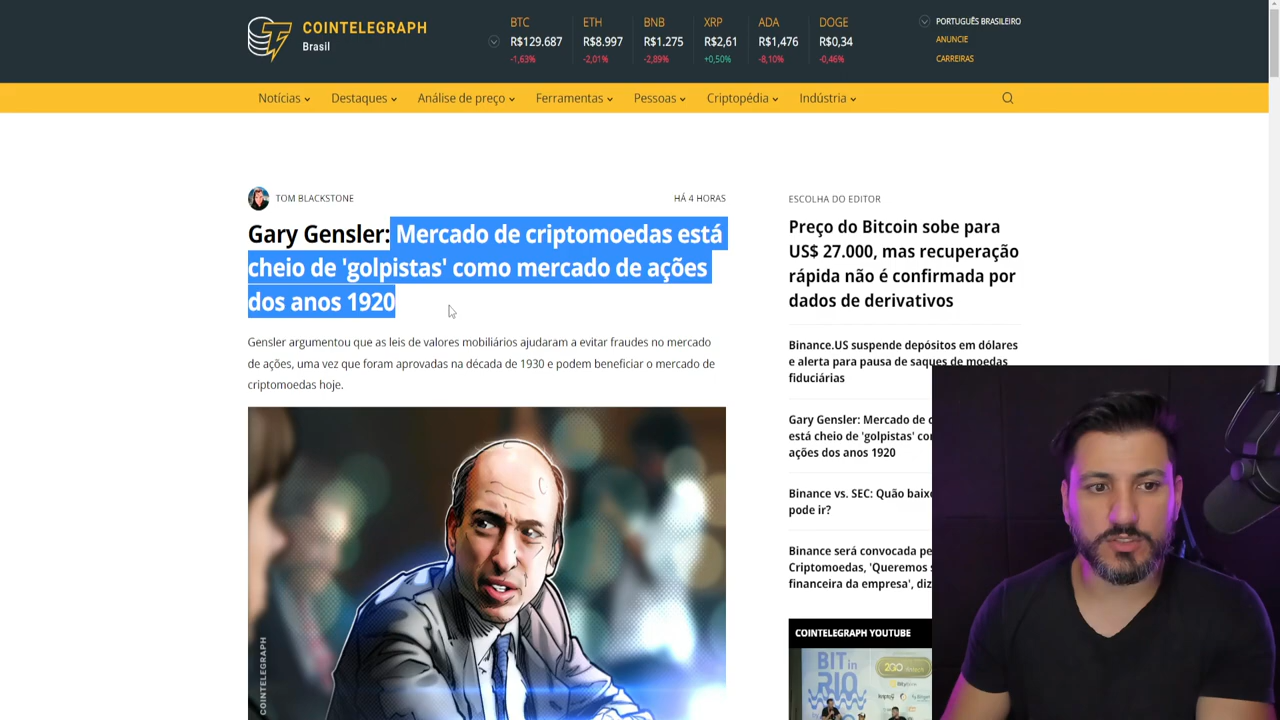 COINTELEGRAPH
Brasil
BTC
R$129.687
-1,63%
ETH
R$8.997
-2,01%
BNB
R$1.275
-2,89%
XRP
R$2,61
+0,50%
ADA
R$1,476
-8,10%
DOGE
R$0,34
-0,46%
PORTUGUÊS BRASILEIRO
ANUNCIE
CARREIRAS
Notícias
Destaques
Análise de preço
Ferramentas
Pessoas
Criptopédia
Indústria
TOM BLACKSTONE
HÁ 4 HORAS
Gary Gensler: Mercado de criptomoedas está
cheio de 'golpistas' como mercado de ações
dos anos 1920
Gensler argumentou que as leis de valores mobiliários ajudaram a evitar fraudes no mercado
de ações, uma vez que foram aprovadas na década de 1930 e podem beneficiar o mercado de
criptomoedas hoje.
COINTELEGRAPH
ESCOLHA DO EDITOR
Preço do Bitcoin sobe para
US$ 27.000, mas recuperação
rápida não é confirmada por
dados de derivativos
Binance.US suspende depósitos em dólares
e alerta para pausa de saques de moedas
fiduciárias
Gary Gensler: Mercado de
está cheio de 'golpistas'
ações dos anos 1920
Binance vs. SEC: Quão
pode ir?
Binance será convocada
Criptomoedas, 'Queremos
financeira da empresa',
COINTELEGRAPH YOUTUBE
BIT in
RIO